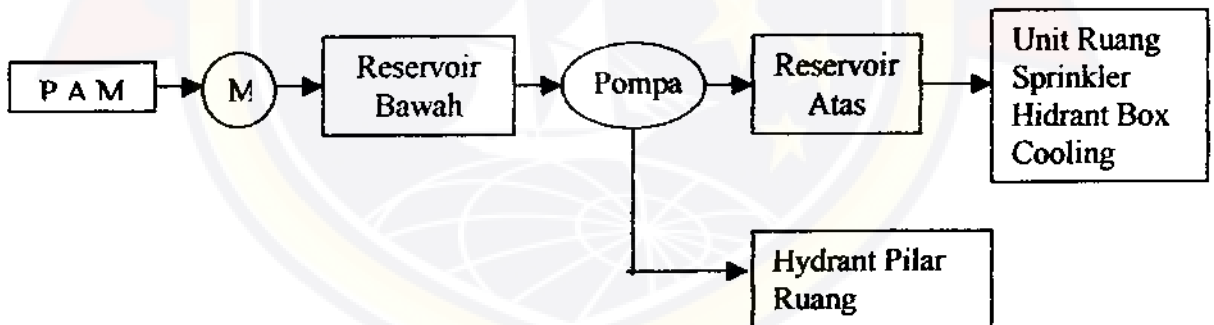 P A M
M
Reservoir
Bawah
Pompa
Reservoir
Atas
Unit Ruang
Sprinkler
Hidrant Box
Cooling
Hydrant Pilar
Ruang